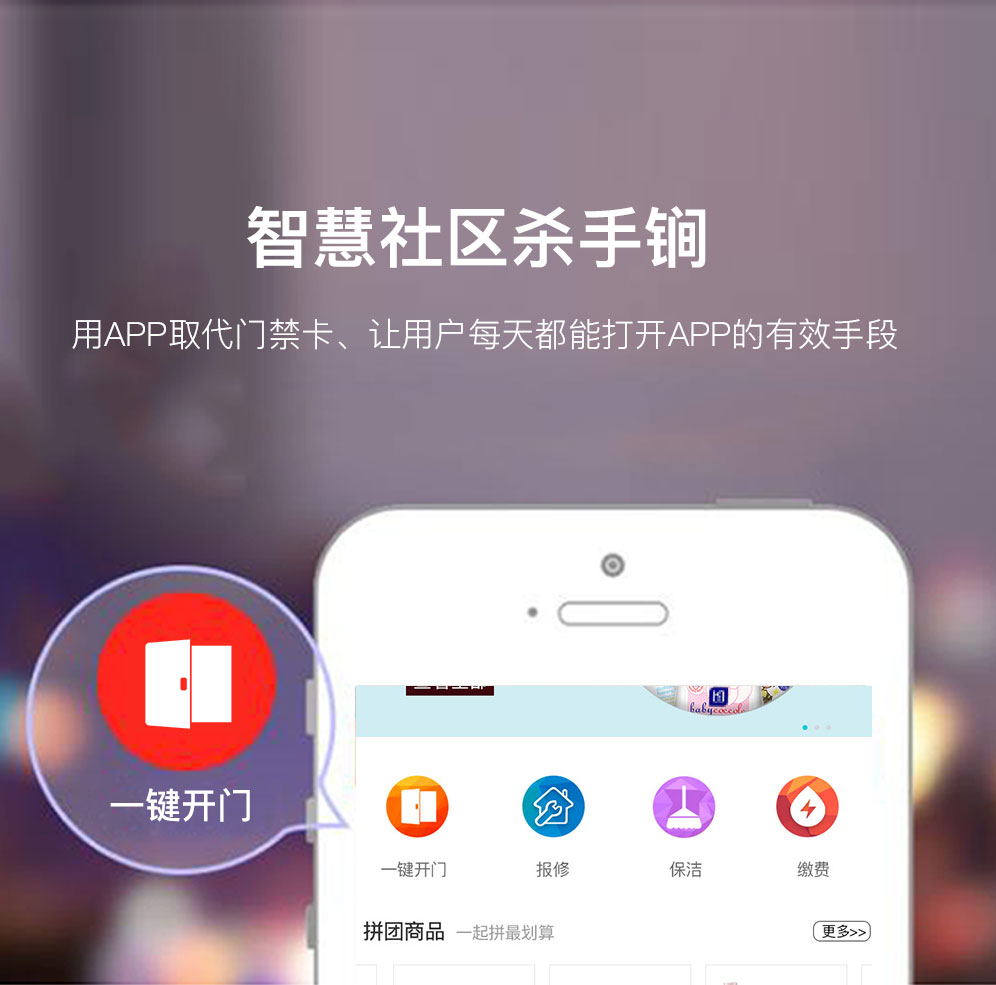 智慧社区杀手锏
用APP取代门禁卡、让用户每天都能打开APP的有效手段
babycoccole
一键开门
一键开门 报修 保洁 缴费
拼团商品 一起拼最划算 更多>>